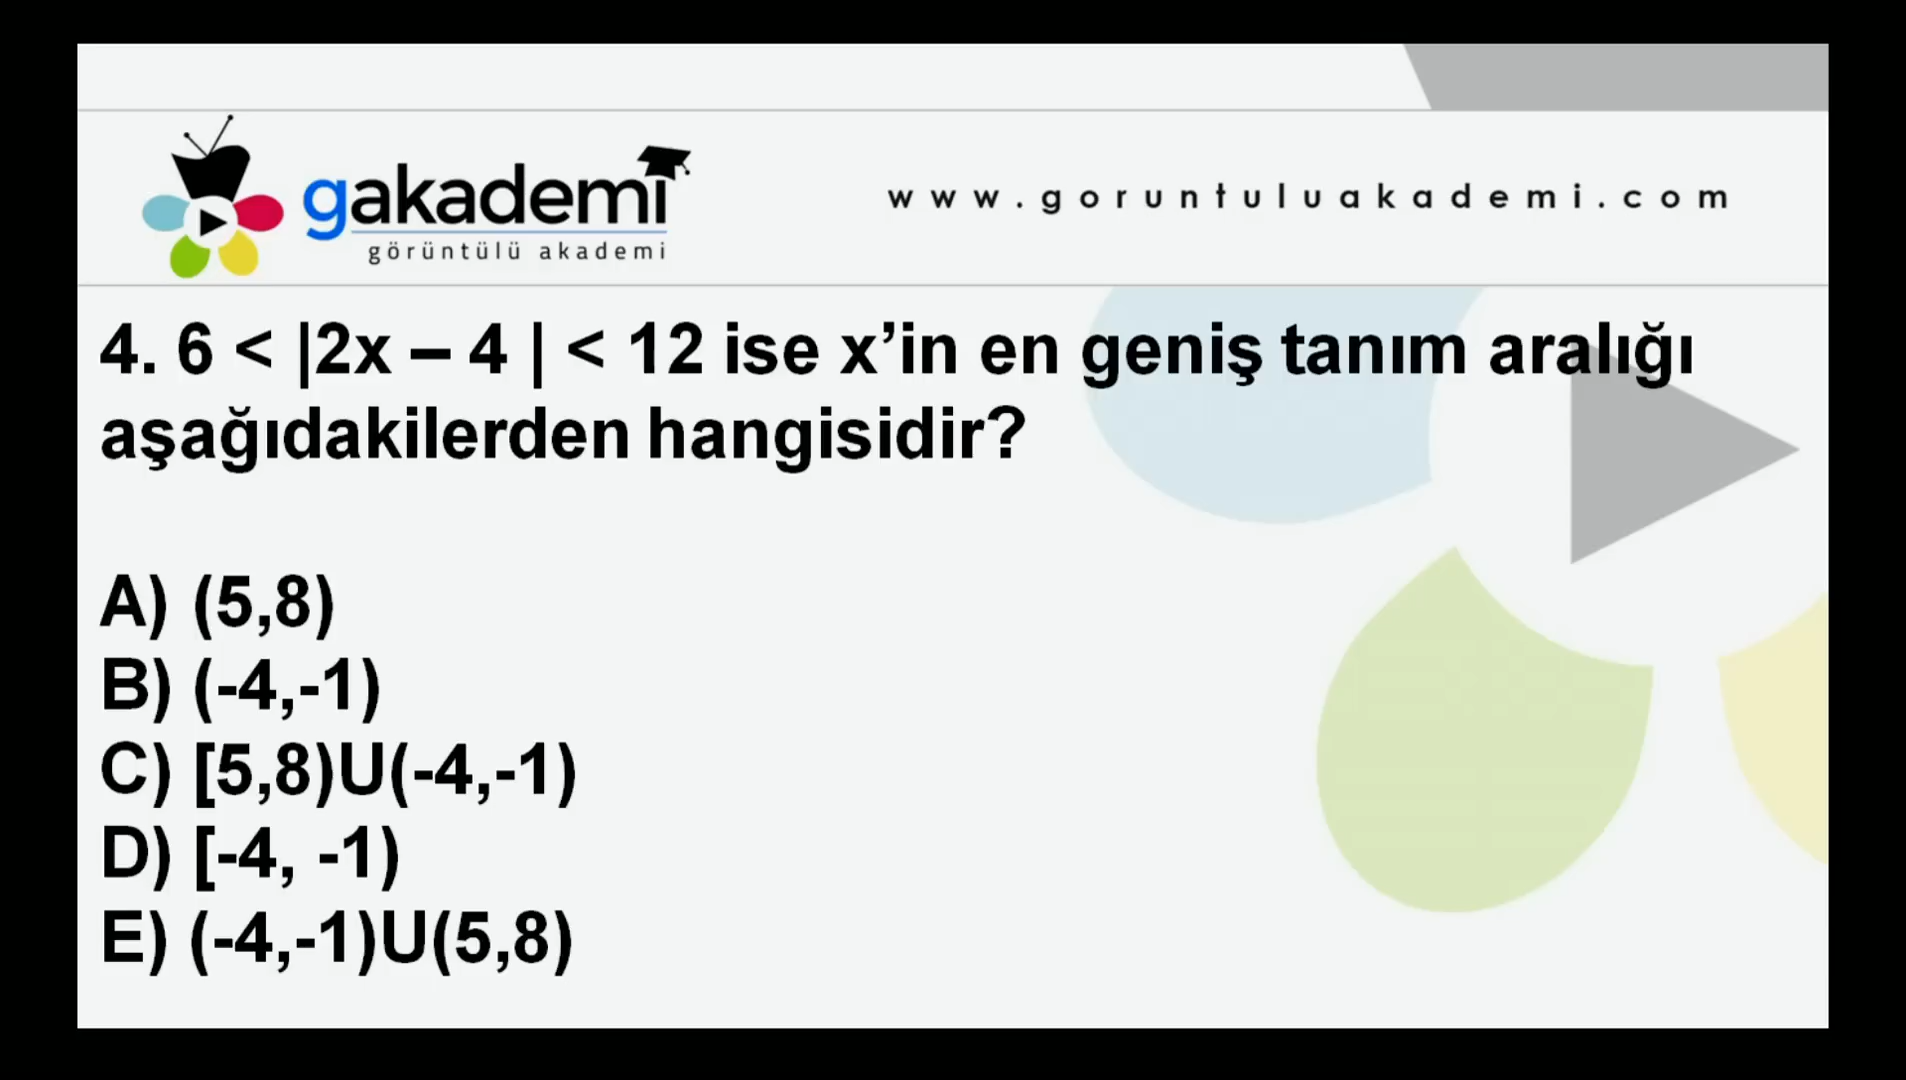 gakademi
görüntülü akademi
www.goruntuluakademi.com
4. 6 < |2x – 4 | < 12 ise x’in en geniş tanım aralığı
aşağıdakilerden hangisidir?
A) (5,8)
B) (-4,-1)
C) [5,8)U(-4,-1)
D) [-4, -1)
E) (-4,-1)U(5,8)